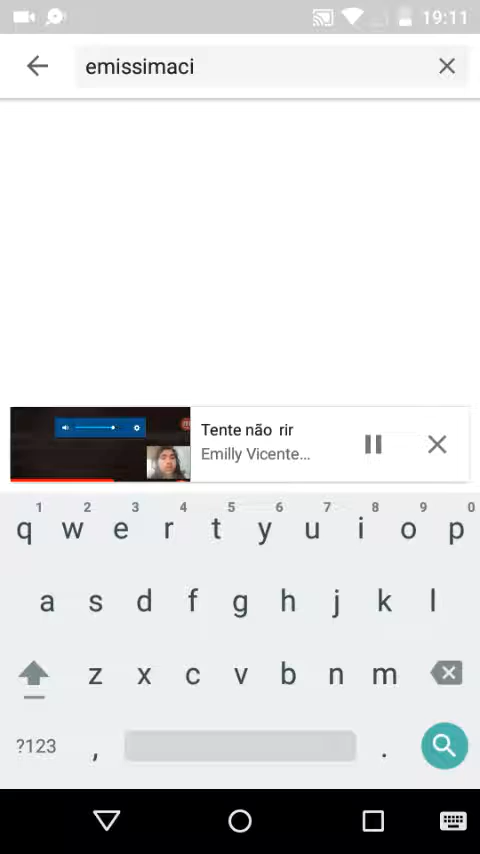 19:11
emissimaci
Tente não rir
Emilly Vicente...
1 2 3 4 5 6 7 8 9 0
q w e r t y u i o p
a s d f g h j k l
z x c v b n m
?123 , .